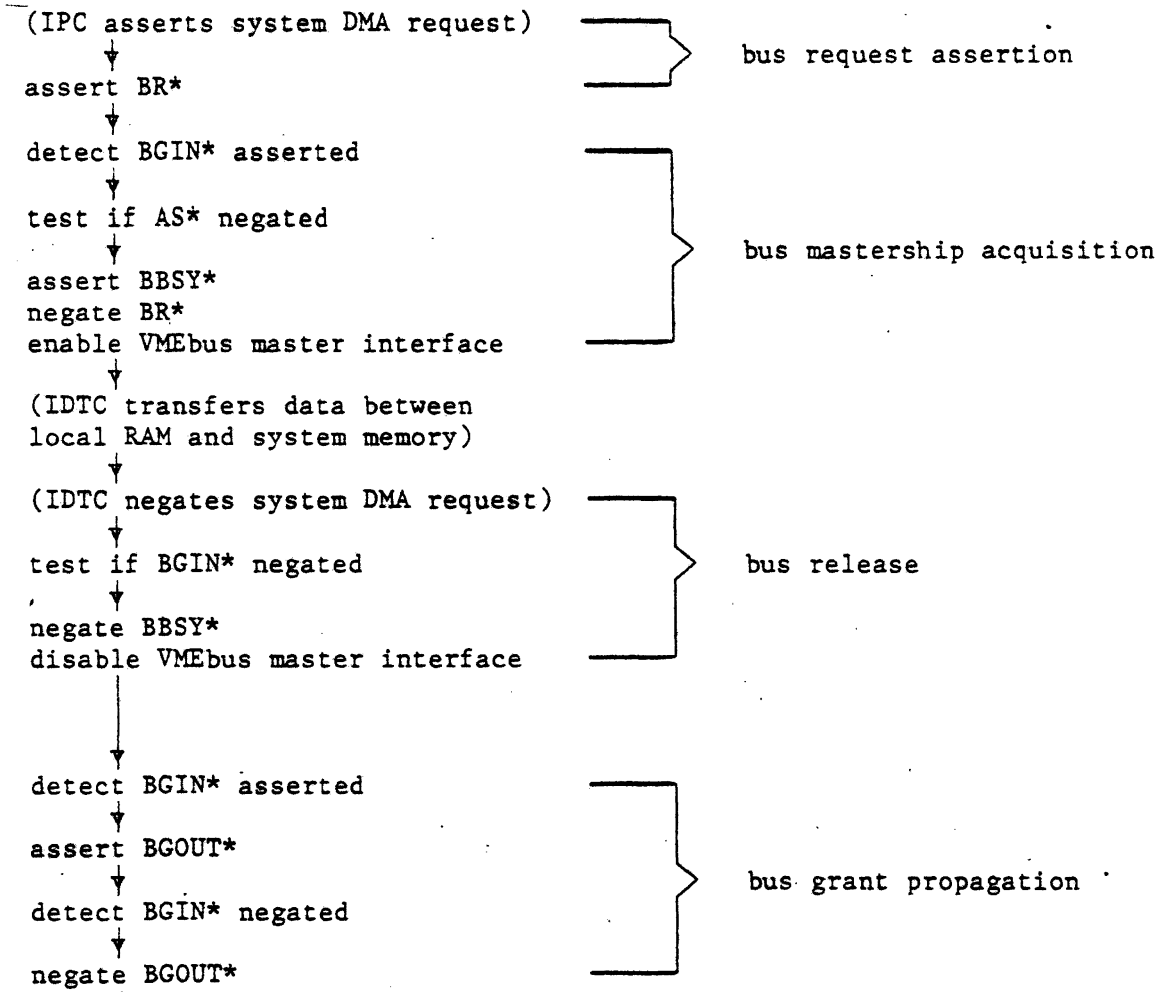 (IPC asserts system DMA request)
bus request assertion
assert BR*
detect BGIN* asserted
test if AS* negated
bus mastership acquisition
assert BBSY*
negate BR*
enable VMEbus master interface
(IDTC transfers data between
local RAM and system memory)
(IDTC negates system DMA request)
test if BGIN* negated
bus release
negate BBSY*
disable VMEbus master interface
detect BGIN* asserted
assert BGOUT*
bus grant propagation
detect BGIN* negated
negate BGOUT*